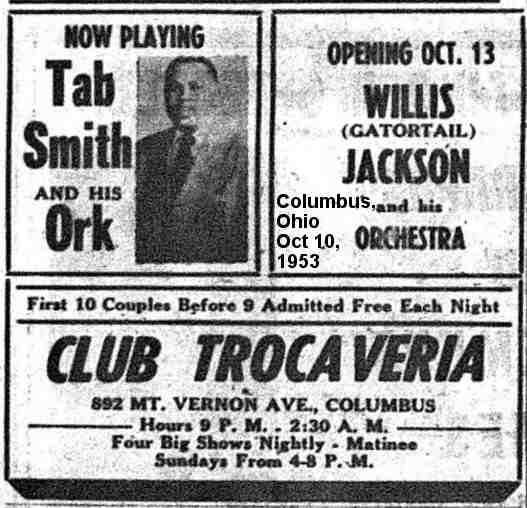 NOW PLAYING
Tab
Smith
AND HIS
Ork
OPENING OCT. 13
WILLIS
(GATORTAIL)
JACKSON
and his
ORCHESTRA
Columbus,
Ohio
Oct 10,
1953
First 10 Couples Before 9 Admitted Free Each Night
CLUB TROCAVERIA
892 MT. VERNON AVE., COLUMBUS
Hours 9 P. M. - 2:30 A. M.
Four Big Shows Nightly - Matinee
Sundays From 4-8 P. M.